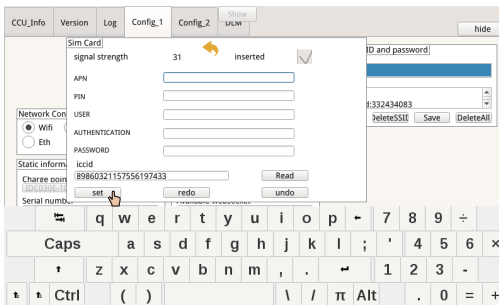 CCU_Info Version Log Config_1 Config_2 DLM Show
hide
Sim Card
signal strength 31 inserted
ID and password
APN
PIN
d:332434083
USER
DeleteSSID Save DeleteAll
Network Con
Wifi
Eth
AUTHENTICATION
PASSWORD
iccid
89860321157556197433 Read
Static inform
Charge poin
set redo undo
Serial number
q w e r t y u i o p 7 8 9 ÷
Caps a s d f g h j k l ; ' 4 5 6 ×
z x c v b n m , . 1 2 3 -
Ctrl ( ) \ / π Alt . 0 = +